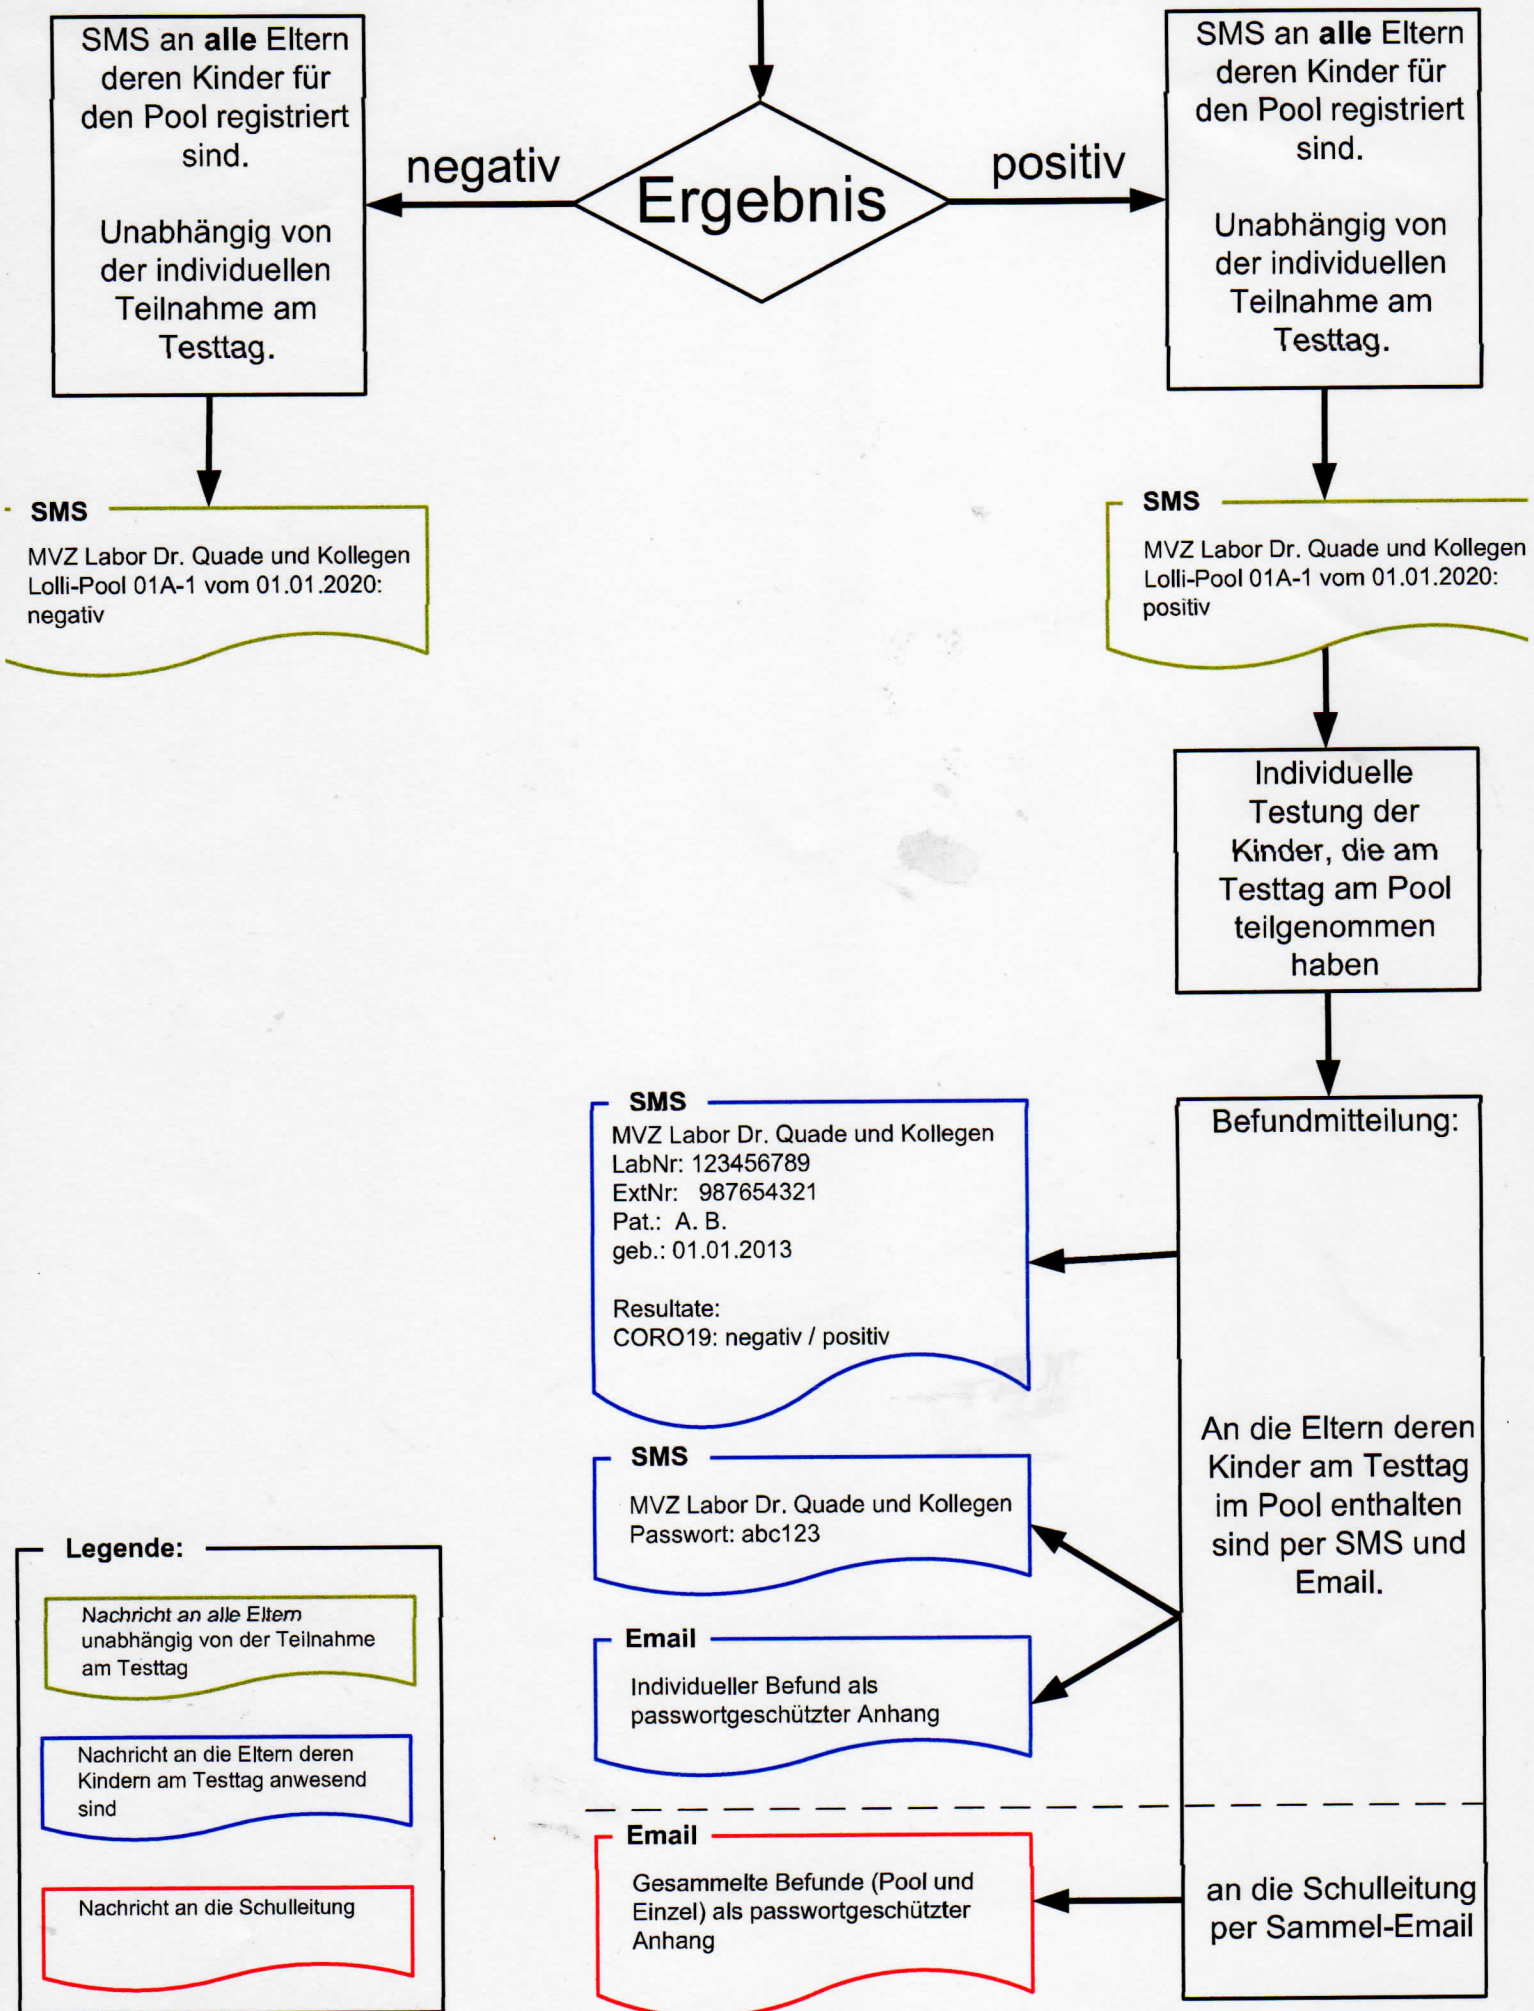 SMS an alle Eltern
deren Kinder für
den Pool registriert
sind.
Unabhängig von
der individuellen
Teilnahme am
Testtag.
negativ
Ergebnis
positiv
SMS an alle Eltern
deren Kinder für
den Pool registriert
sind.
Unabhängig von
der individuellen
Teilnahme am
Testtag.
SMS
MVZ Labor Dr. Quade und Kollegen
Lolli-Pool 01A-1 vom 01.01.2020:
negativ
SMS
MVZ Labor Dr. Quade und Kollegen
Lolli-Pool 01A-1 vom 01.01.2020:
positiv
Individuelle
Testung der
Kinder, die am
Testtag am Pool
teilgenommen
haben
Befundmitteilung:
An die Eltern deren
Kinder am Testtag
im Pool enthalten
sind per SMS und
Email.
an die Schulleitung
per Sammel-Email
SMS
MVZ Labor Dr. Quade und Kollegen
LabNr: 123456789
ExtNr: 987654321
Pat.: A. B.
geb.: 01.01.2013
Resultate:
CORO19: negativ / positiv
SMS
MVZ Labor Dr. Quade und Kollegen
Passwort: abc123
Email
Individueller Befund als
passwortgeschützter Anhang
Email
Gesammelte Befunde (Pool und
Einzel) als passwortgeschützter
Anhang
Legende:
Nachricht an alle Eltern
unabhängig von der Teilnahme
am Testtag
Nachricht an die Eltern deren
Kindern am Testtag anwesend
sind
Nachricht an die Schulleitung